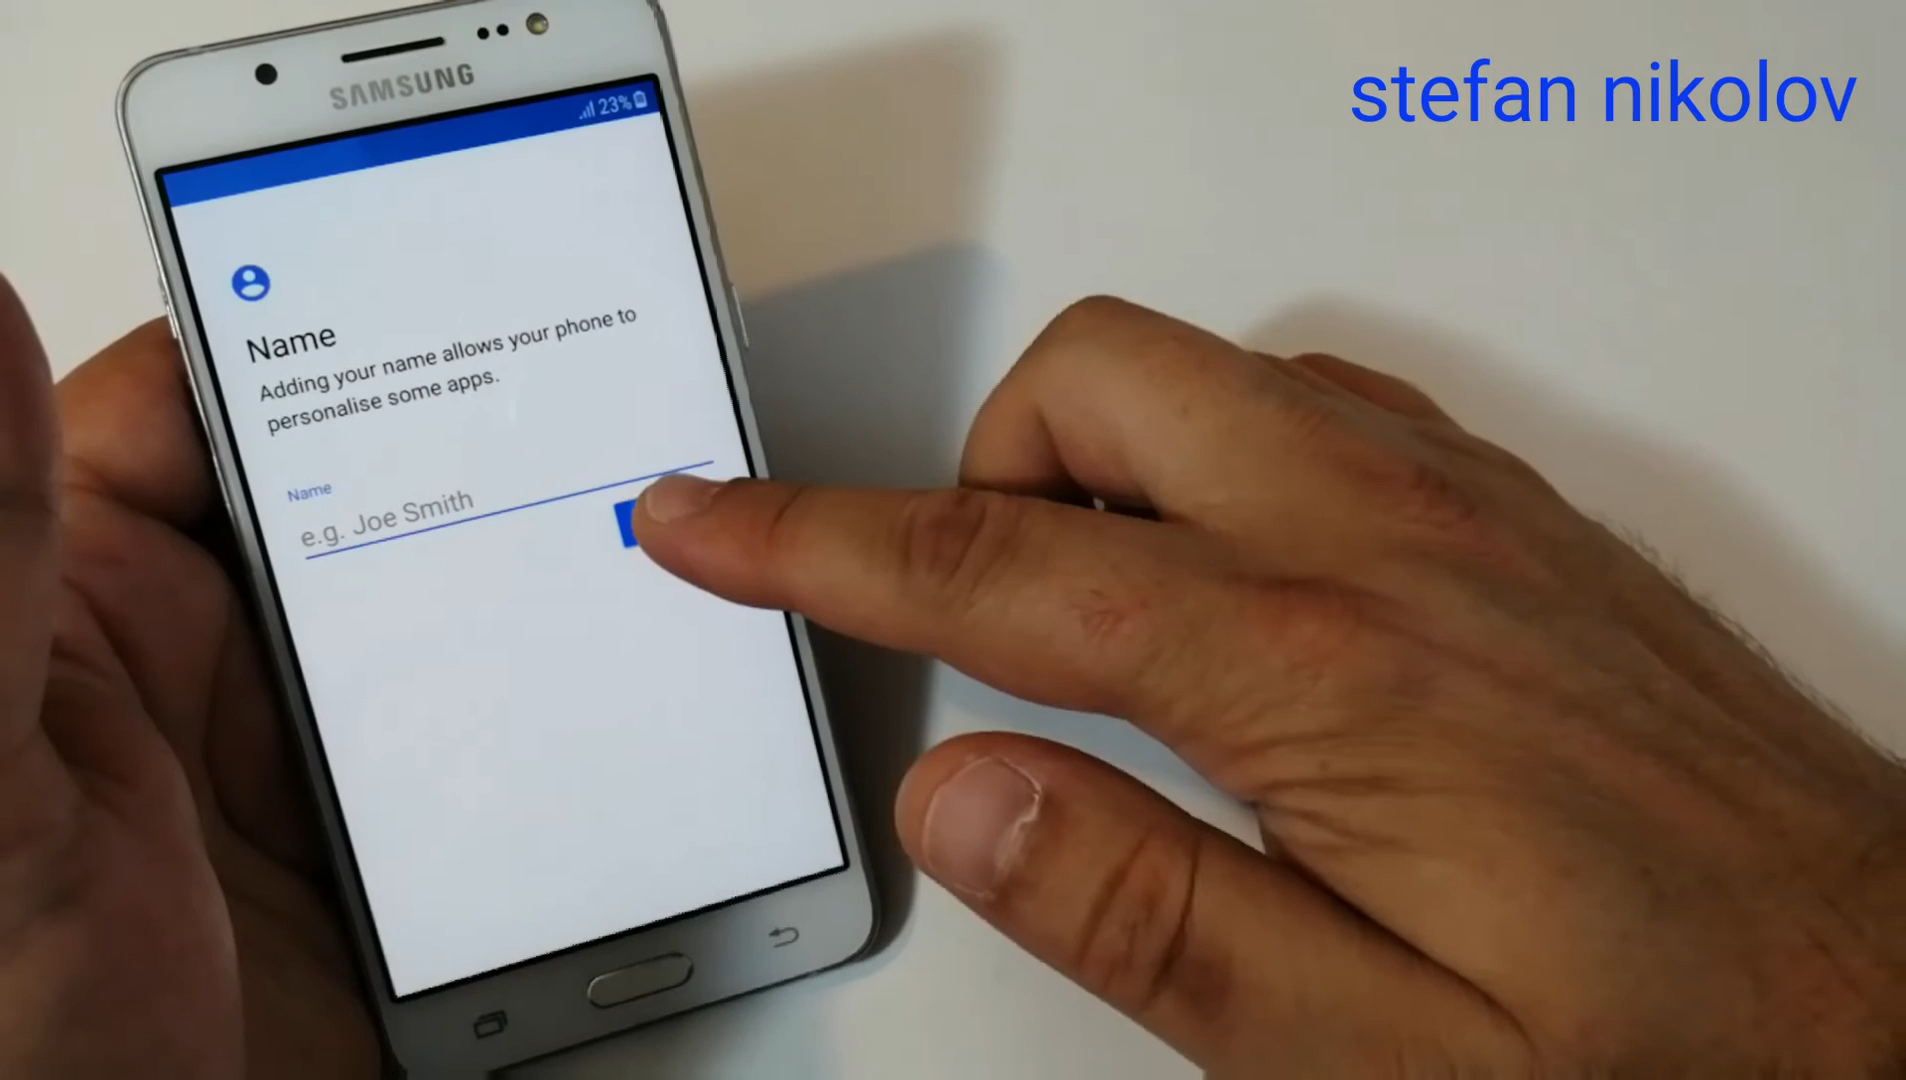 stefan nikolov
SAMSUNG
23%
Name
Adding your name allows your phone to
personalise some apps.
Name
e.g. Joe Smith